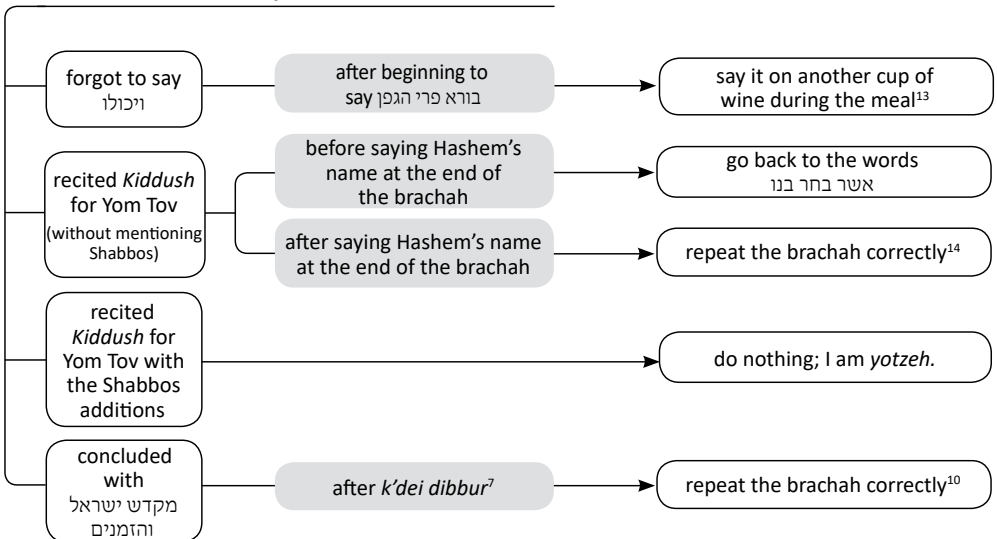 forgot to say
ויכולו
after beginning to
say בורא פרי הגפן
say it on another cup of
wine during the meal¹³
recited Kiddush
for Yom Tov
(without mentioning
Shabbos)
before saying Hashem’s
name at the end of
the brachah
go back to the words
אשר בחר בנו
after saying Hashem’s name
at the end of the brachah
repeat the brachah correctly¹⁴
recited
Kiddush for
Yom Tov with
the Shabbos
additions
do nothing; I am yotzeh.
concluded
with
מקדש ישראל
והזמנים
after k’dei dibbur⁷
repeat the brachah correctly¹⁰